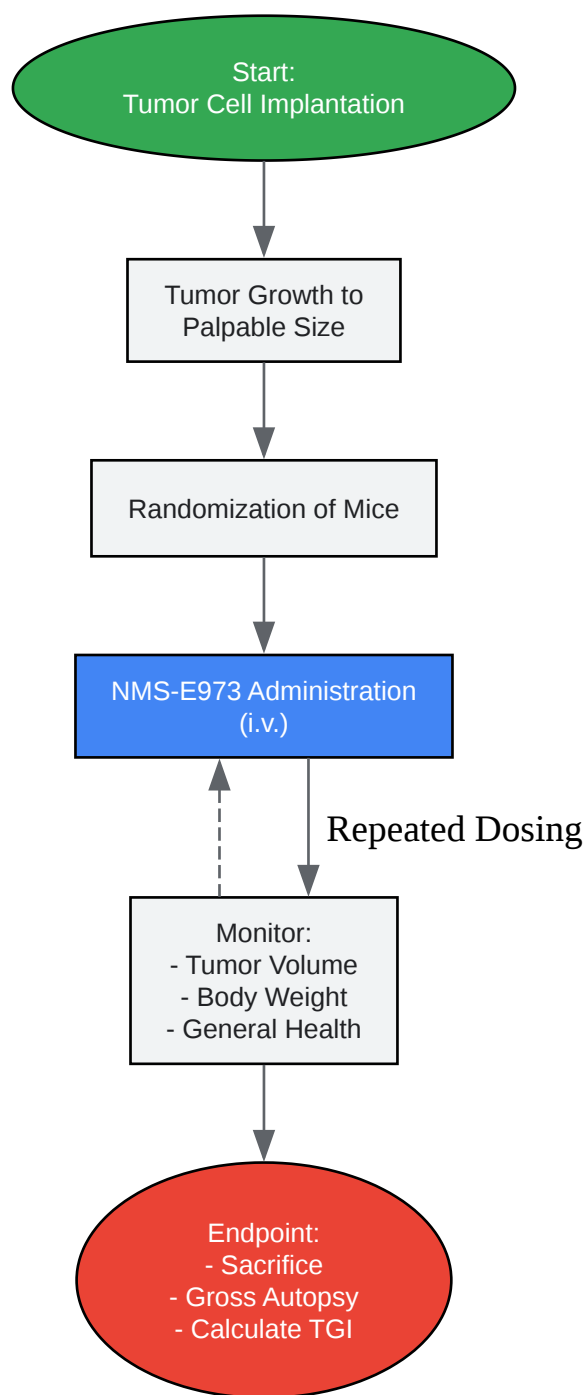 Start:
Tumor Cell Implantation
Tumor Growth to
Palpable Size
Randomization of Mice
NMS-E973 Administration
(i.v.)
Repeated Dosing
Monitor:
- Tumor Volume
- Body Weight
- General Health
Endpoint:
- Sacrifice
- Gross Autopsy
- Calculate TGI